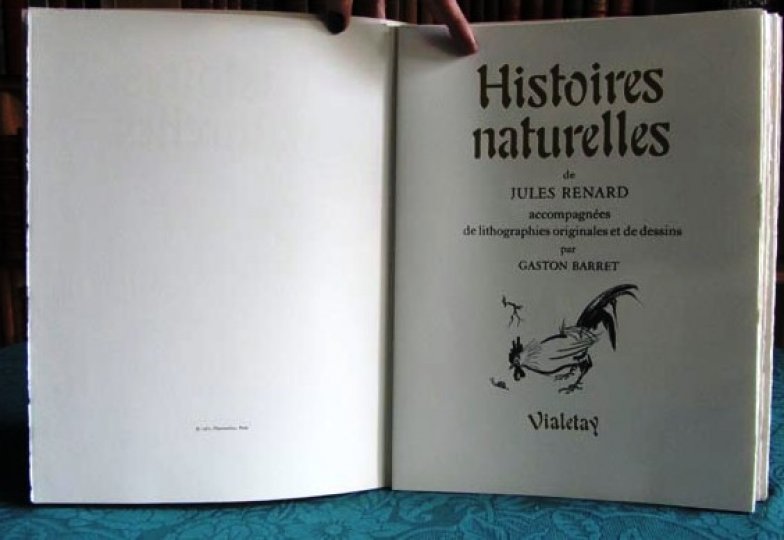 Histoires
naturelles
de
JULES RENARD
accompagnées
de lithographies originales et de dessins
par
GASTON BARRET
Vialetay